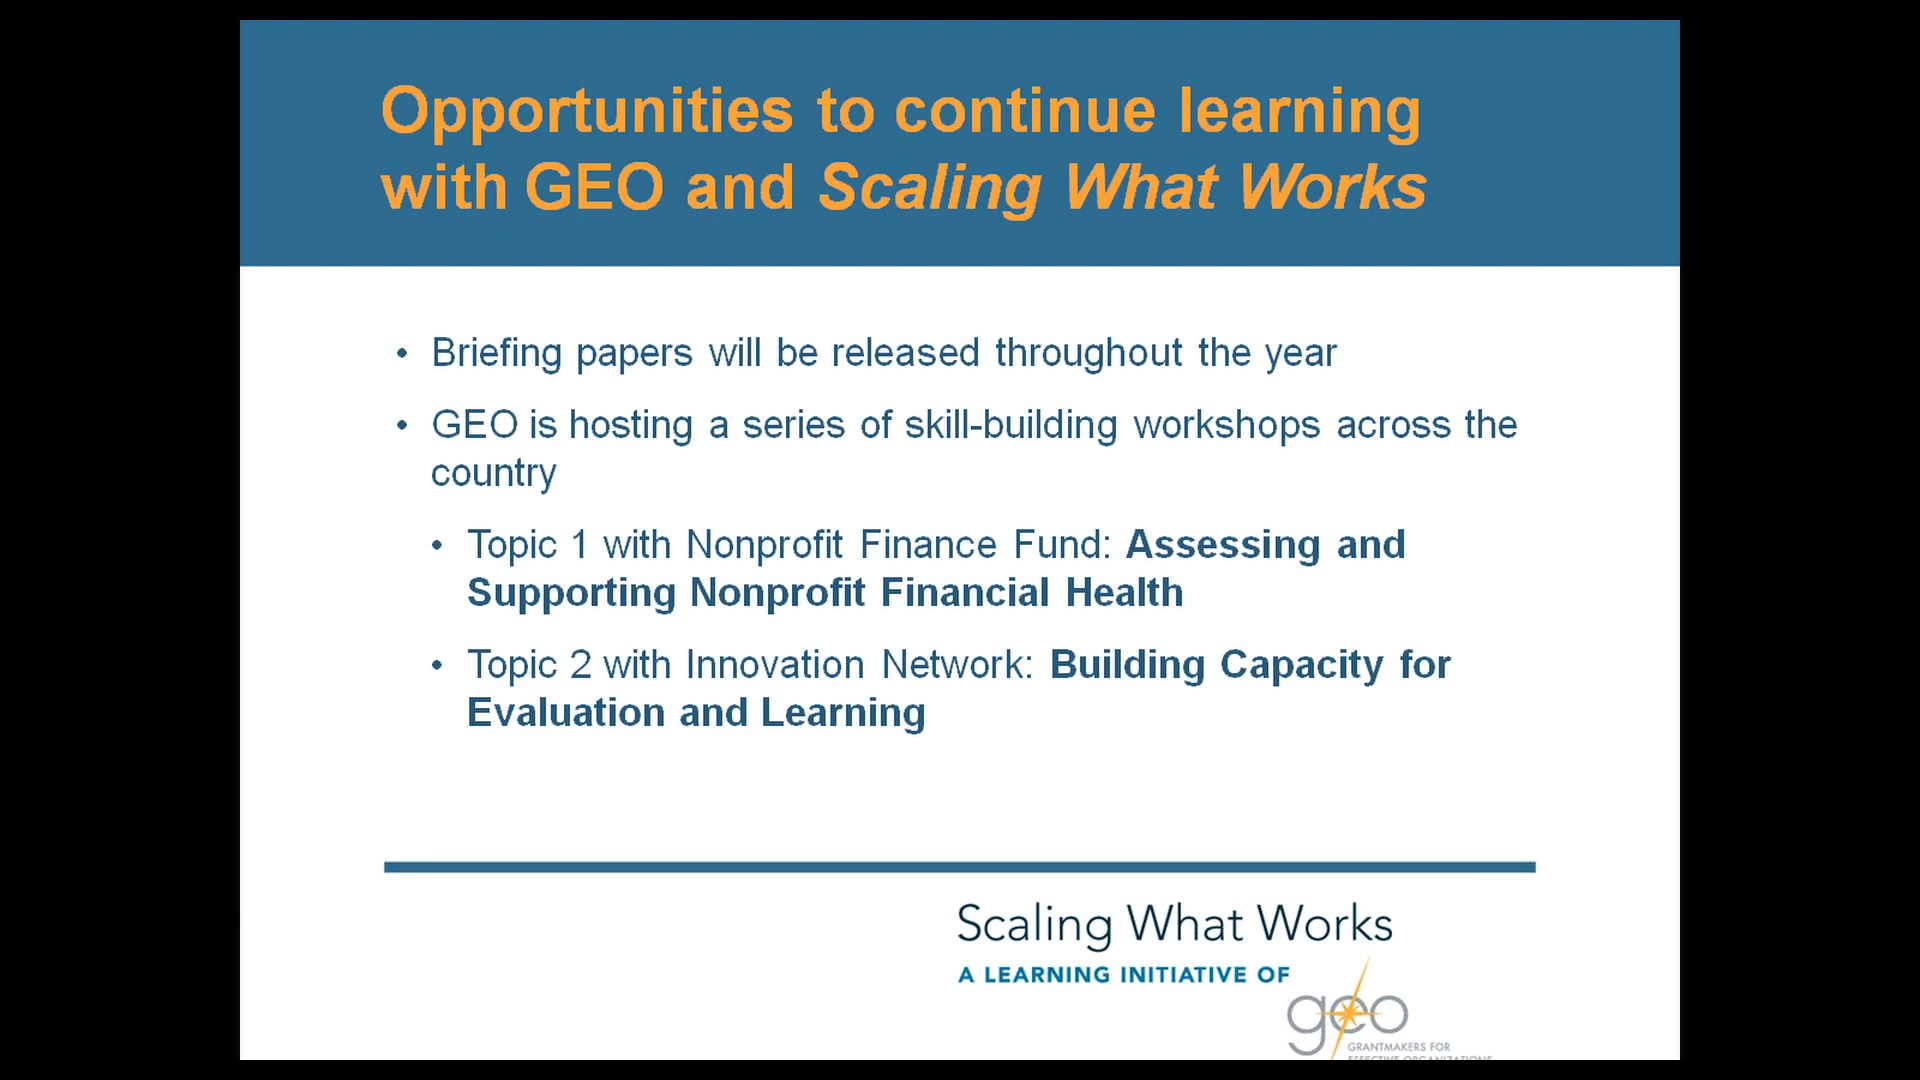 Opportunities to continue learning
with GEO and Scaling What Works
• Briefing papers will be released throughout the year
• GEO is hosting a series of skill-building workshops across the
country
• Topic 1 with Nonprofit Finance Fund: Assessing and
Supporting Nonprofit Financial Health
• Topic 2 with Innovation Network: Building Capacity for
Evaluation and Learning
Scaling What Works
A LEARNING INITIATIVE OF
geo
GRANTMAKERS FOR
EFFECTIVE ORGANIZATIONS